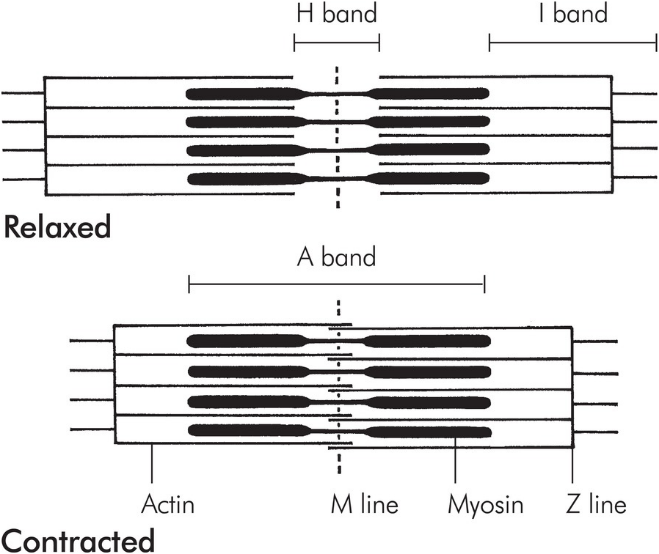 H band
I band
Relaxed
A band
Actin
M line
Myosin
Z line
Contracted